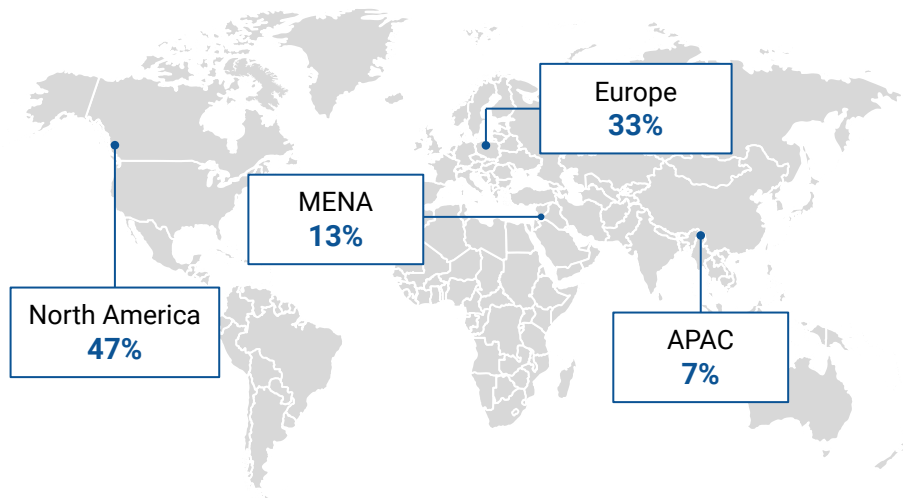 Europe
33%
MENA
13%
North America
47%
APAC
7%